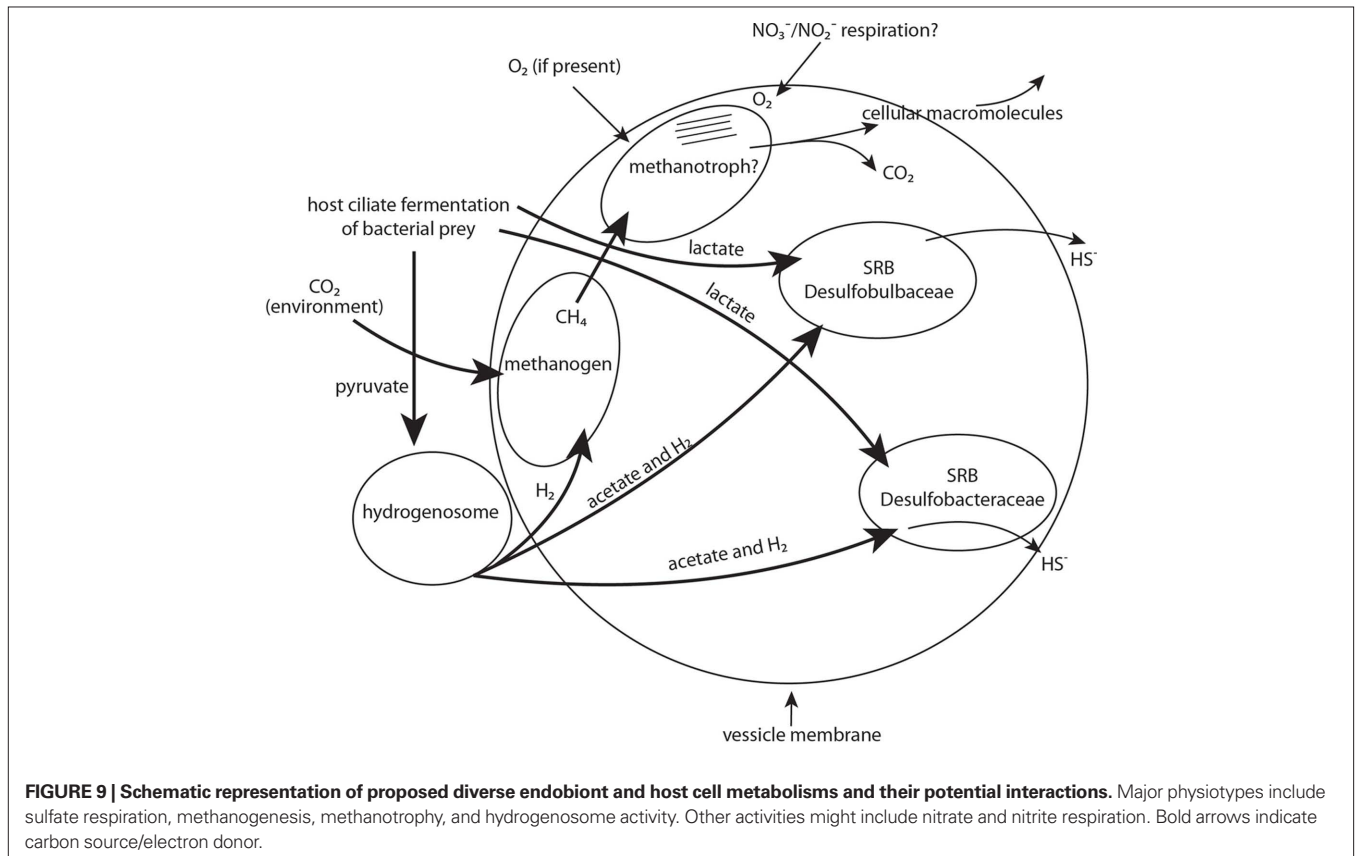 NO₃⁻/NO₂⁻ respiration?
O₂ (if present)
O₂
cellular macromolecules
methanotroph?
CO₂
host ciliate fermentation
of bacterial prey
lactate
HS⁻
SRB
Desulfobulbaceae
CO₂
(environment)
lactate
CH₄
methanogen
pyruvate
acetate and H₂
H₂
hydrogenosome
SRB
Desulfobacteraceae
acetate and H₂
HS⁻
vessicle membrane
FIGURE 9 | Schematic representation of proposed diverse endobiont and host cell metabolisms and their potential interactions. Major physiotypes include
sulfate respiration, methanogenesis, methanotrophy, and hydrogenosome activity. Other activities might include nitrate and nitrite respiration. Bold arrows indicate
carbon source/electron donor.